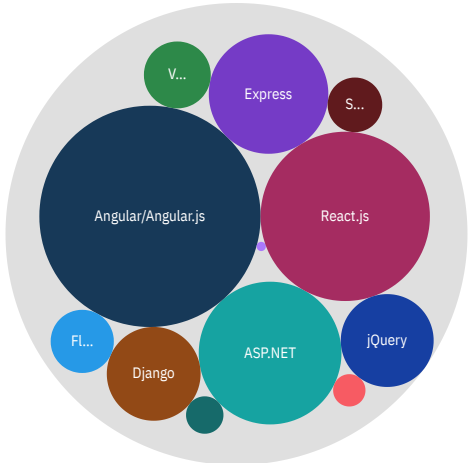 V...
Express
S...
Angular/Angular.js
React.js
Fl...
jQuery
ASP.NET
Django